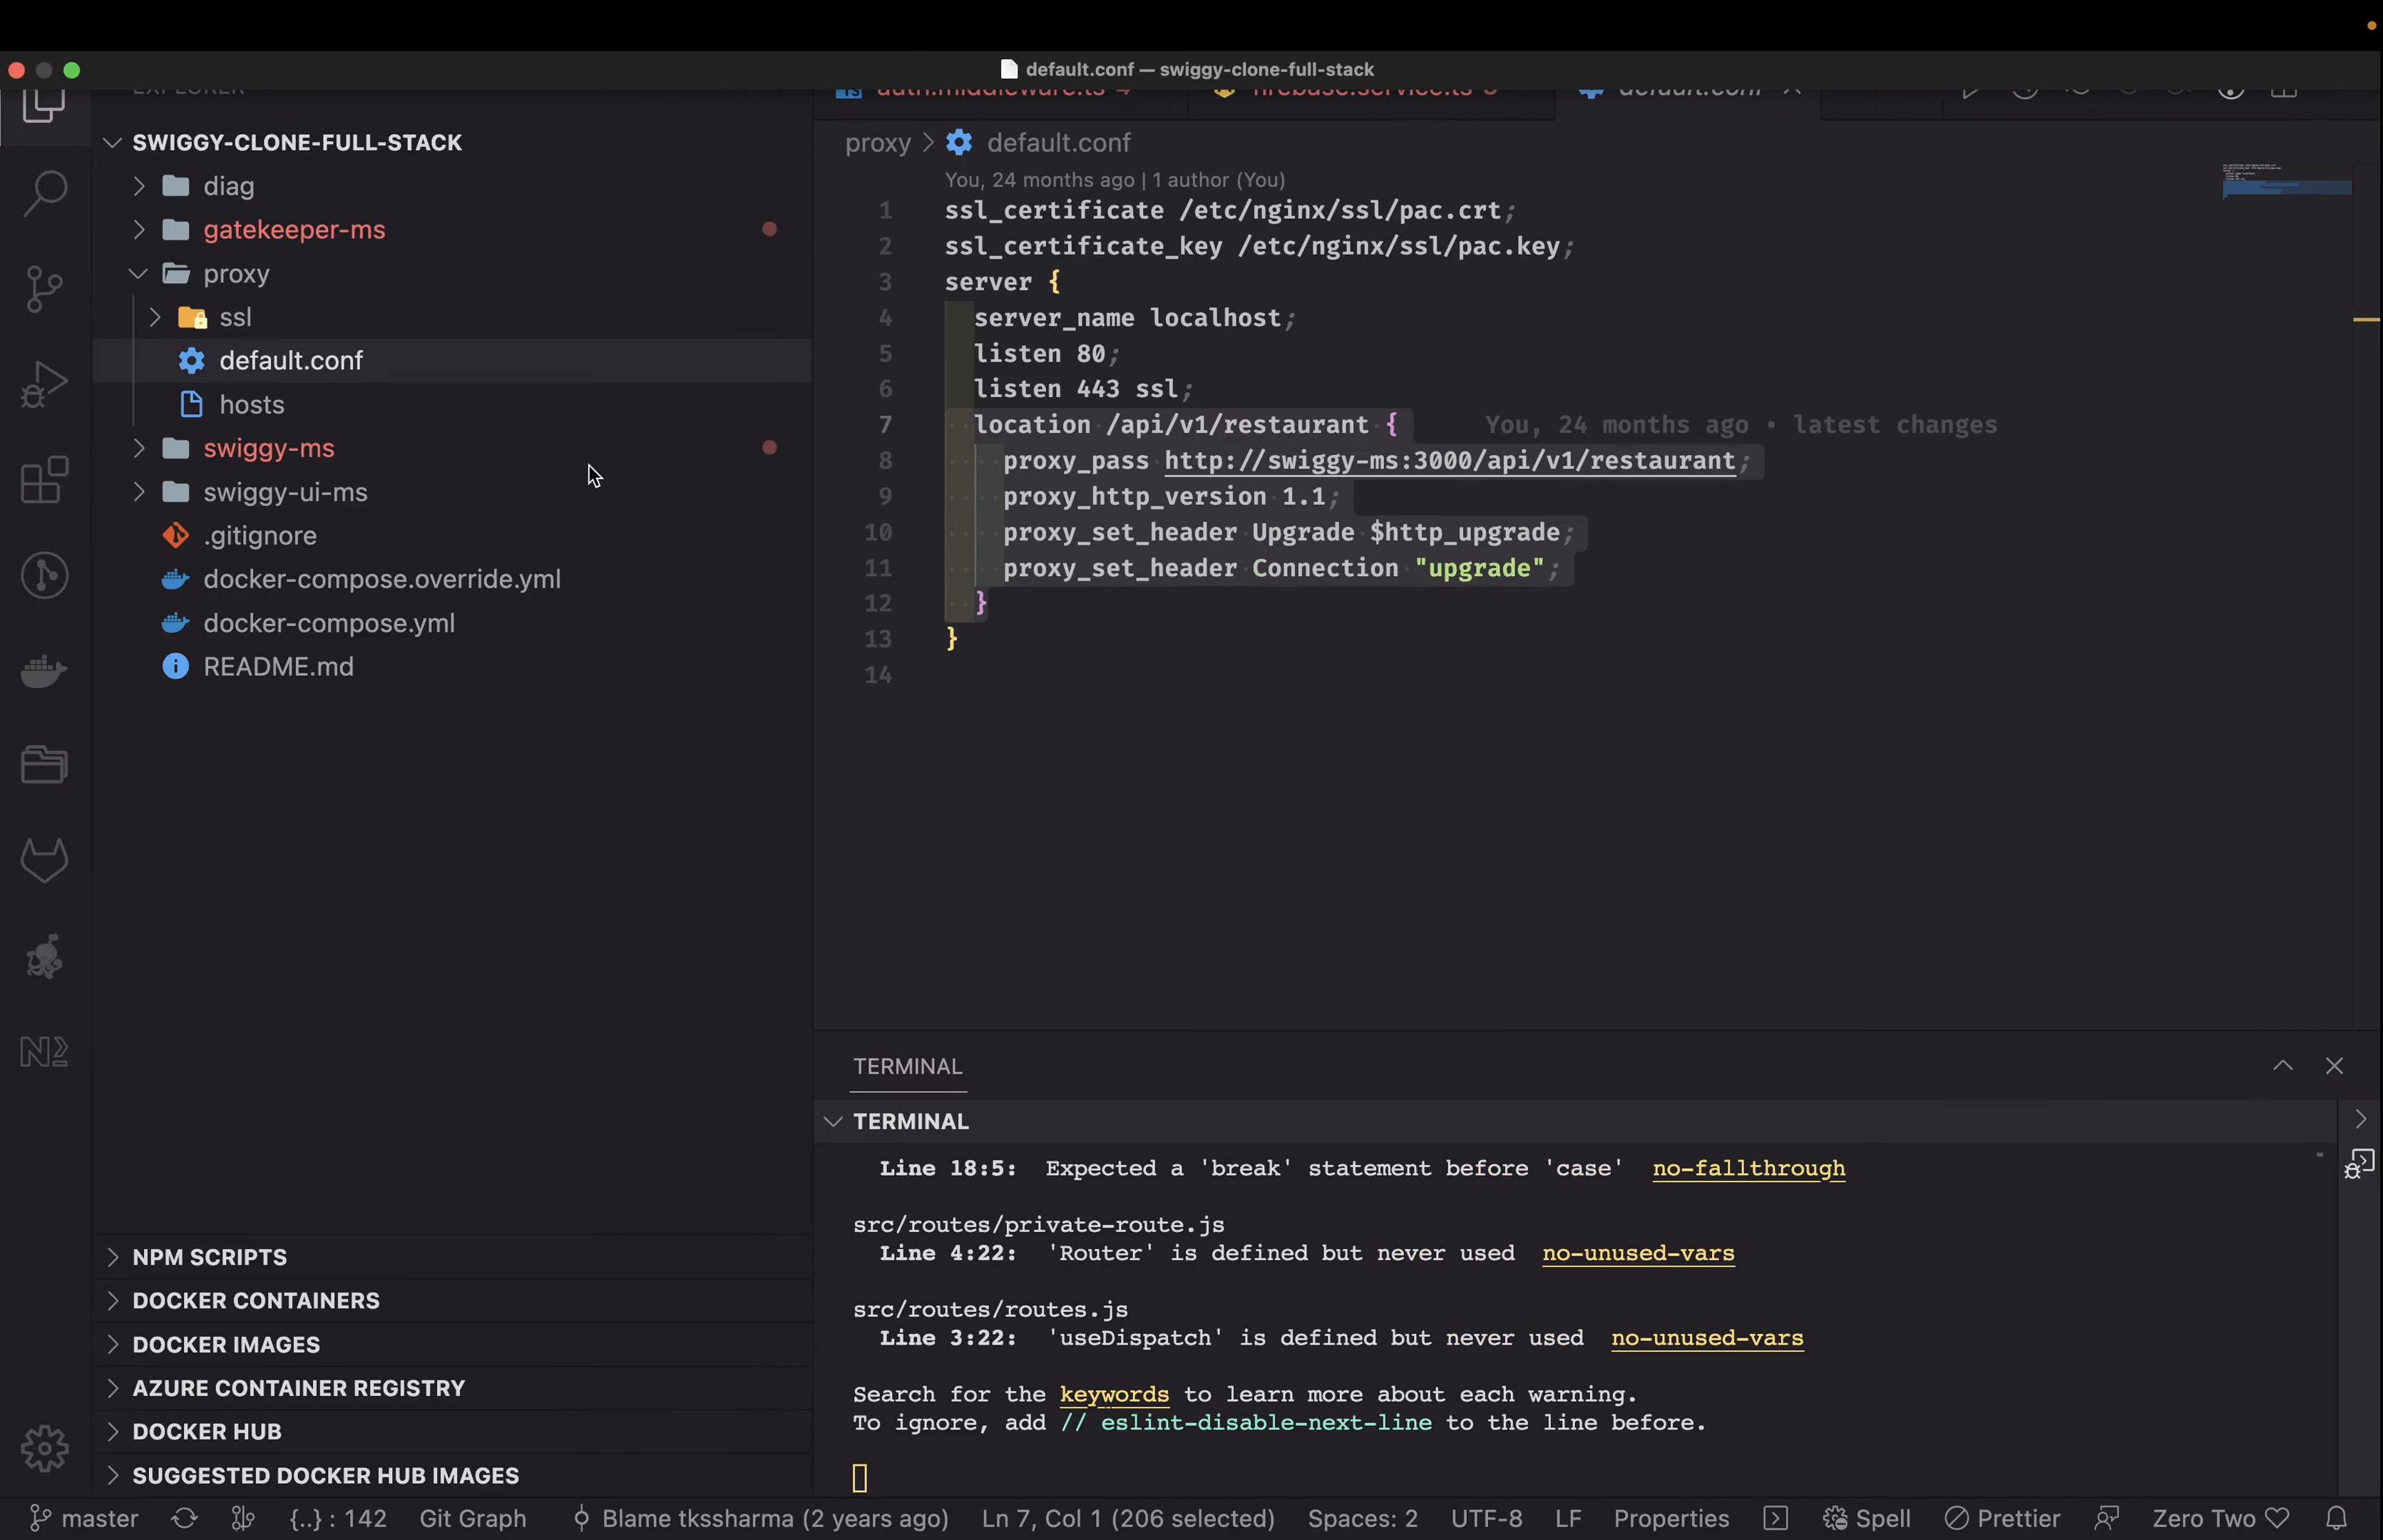 default.conf — swiggy-clone-full-stack
EXPLORER
SWIGGY-CLONE-FULL-STACK
diag
gatekeeper-ms
proxy
ssl
default.conf
hosts
swiggy-ms
swiggy-ui-ms
.gitignore
docker-compose.override.yml
docker-compose.yml
README.md
NPM SCRIPTS
DOCKER CONTAINERS
DOCKER IMAGES
AZURE CONTAINER REGISTRY
DOCKER HUB
SUGGESTED DOCKER HUB IMAGES
auth.middleware.ts 4 firebase.service.ts default.conf
proxy > default.conf
You, 24 months ago | 1 author (You)
1 ssl_certificate /etc/nginx/ssl/pac.crt;
2 ssl_certificate_key /etc/nginx/ssl/pac.key;
3 server {
4 server_name localhost;
5 listen 80;
6 listen 443 ssl;
7 location /api/v1/restaurant { You, 24 months ago • latest changes
8 proxy_pass http://swiggy-ms:3000/api/v1/restaurant;
9 proxy_http_version 1.1;
10 proxy_set_header Upgrade $http_upgrade;
11 proxy_set_header Connection "upgrade";
12 }
13 }
14
TERMINAL
TERMINAL
Line 18:5: Expected a 'break' statement before 'case' no-fallthrough
src/routes/private-route.js
Line 4:22: 'Router' is defined but never used no-unused-vars
src/routes/routes.js
Line 3:22: 'useDispatch' is defined but never used no-unused-vars
Search for the keywords to learn more about each warning.
To ignore, add // eslint-disable-next-line to the line before.
master {..} : 142 Git Graph Blame tkssharma (2 years ago) Ln 7, Col 1 (206 selected) Spaces: 2 UTF-8 LF Properties Spell Prettier Zero Two